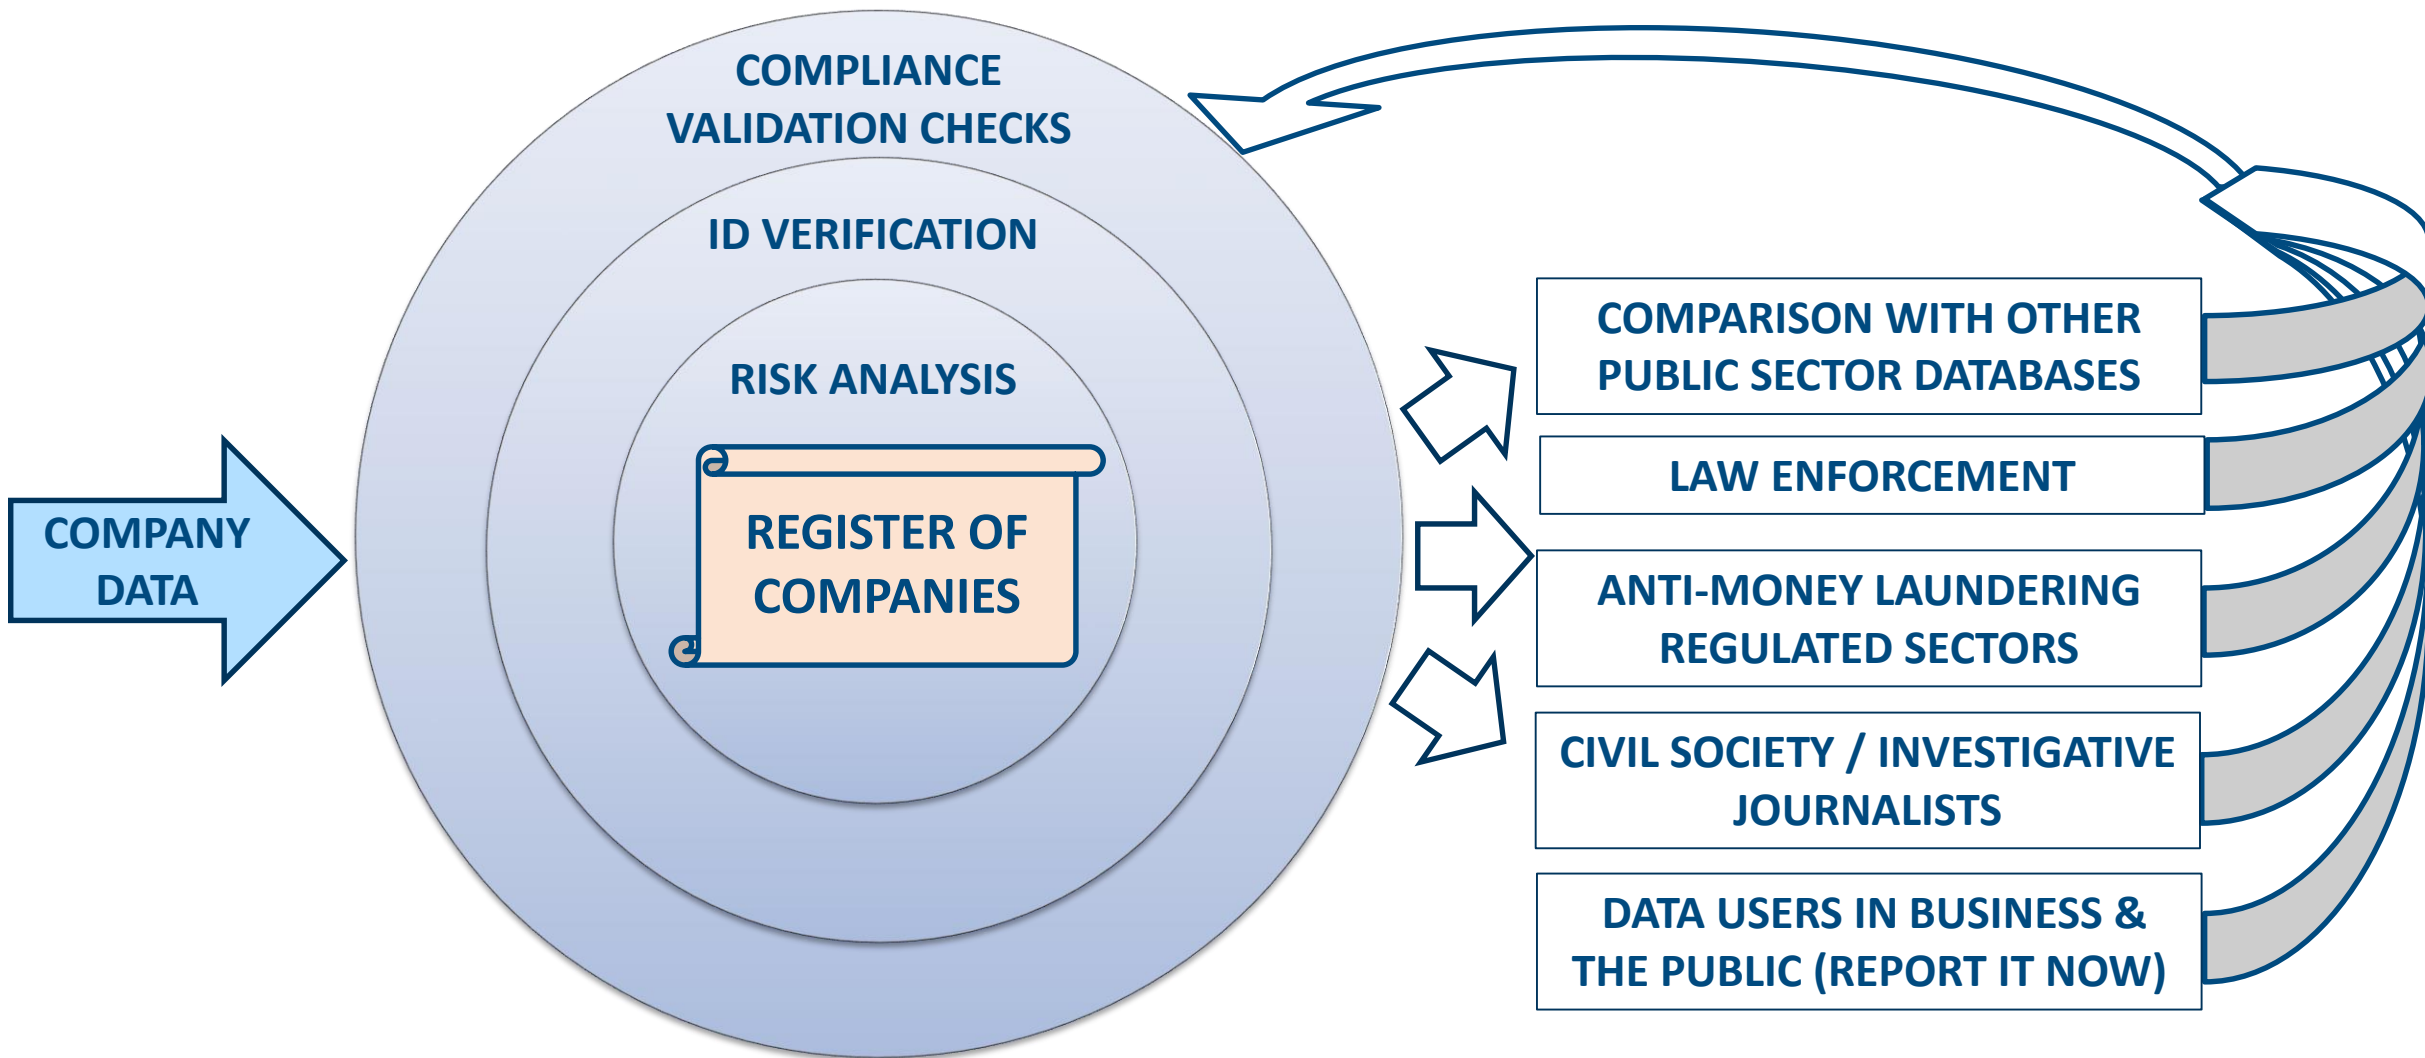 COMPLIANCE
VALIDATION CHECKS
ID VERIFICATION
RISK ANALYSIS
REGISTER OF
COMPANIES
COMPANY
DATA
COMPARISON WITH OTHER
PUBLIC SECTOR DATABASES
LAW ENFORCEMENT
ANTI-MONEY LAUNDERING
REGULATED SECTORS
CIVIL SOCIETY / INVESTIGATIVE
JOURNALISTS
DATA USERS IN BUSINESS &
THE PUBLIC (REPORT IT NOW)